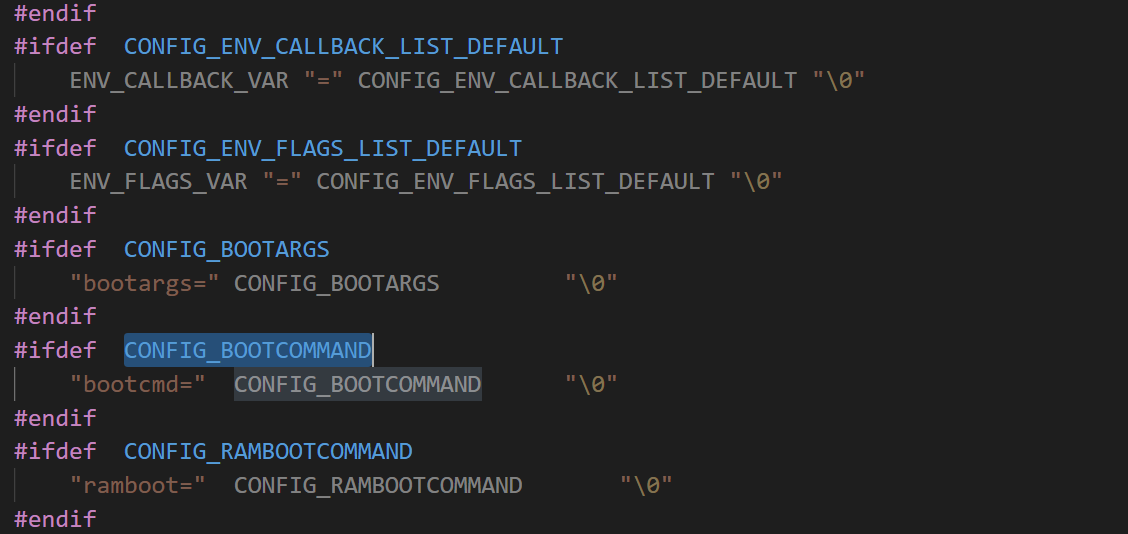 #endif
#ifdef  CONFIG_ENV_CALLBACK_LIST_DEFAULT
    ENV_CALLBACK_VAR "=" CONFIG_ENV_CALLBACK_LIST_DEFAULT "\0"
#endif
#ifdef  CONFIG_ENV_FLAGS_LIST_DEFAULT
    ENV_FLAGS_VAR "=" CONFIG_ENV_FLAGS_LIST_DEFAULT "\0"
#endif
#ifdef  CONFIG_BOOTARGS
    "bootargs=" CONFIG_BOOTARGS         "\0"
#endif
#ifdef  CONFIG_BOOTCOMMAND
    "bootcmd="  CONFIG_BOOTCOMMAND      "\0"
#endif
#ifdef  CONFIG_RAMBOOTCOMMAND
    "ramboot="  CONFIG_RAMBOOTCOMMAND       "\0"
#endif